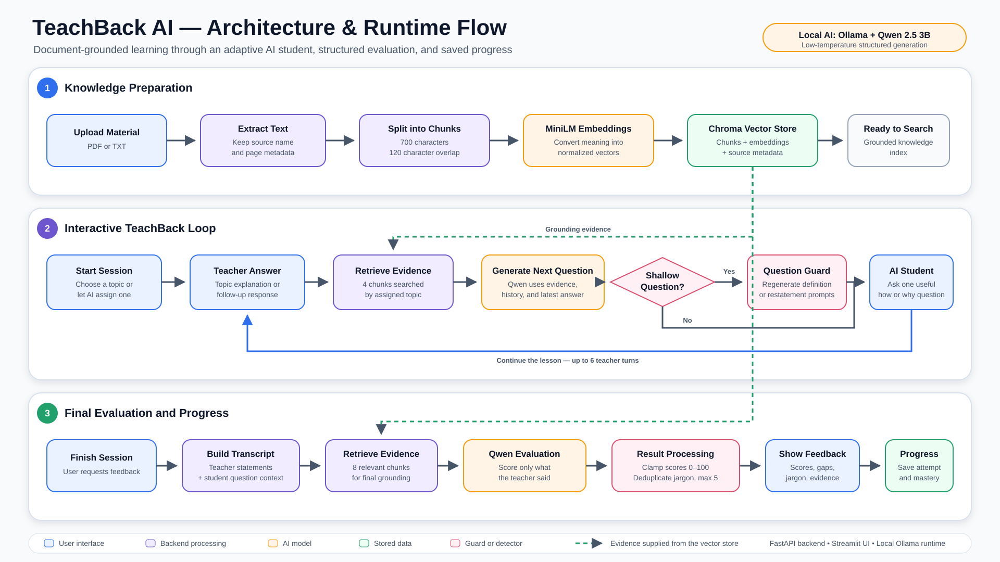 TeachBack AI — Architecture & Runtime Flow
Document-grounded learning through an adaptive AI student, structured evaluation, and saved progress
Local AI: Ollama + Qwen 2.5 3B
Low-temperature structured generation
1
Knowledge Preparation
Upload Material
PDF or TXT
Extract Text
Keep source name
and page metadata
Split into Chunks
700 characters
120 character overlap
MiniLM Embeddings
Convert meaning into
normalized vectors
Chroma Vector Store
Chunks + embeddings
+ source metadata
Ready to Search
Grounded knowledge
index
2
Interactive TeachBack Loop
Grounding evidence
Start Session
Choose a topic or
let AI assign one
Teacher Answer
Topic explanation or
follow-up response
Retrieve Evidence
4 chunks searched
by assigned topic
Generate Next Question
Qwen uses evidence,
history, and latest answer
Shallow
Question?
Yes
No
Question Guard
Regenerate definition
or restatement prompts
AI Student
Ask one useful
how or why question
Continue the lesson — up to 6 teacher turns
3
Final Evaluation and Progress
Finish Session
User requests feedback
Build Transcript
Teacher statements
+ student question context
Retrieve Evidence
8 relevant chunks
for final grounding
Qwen Evaluation
Score only what
the teacher said
Result Processing
Clamp scores 0–100
Deduplicate jargon, max 5
Show Feedback
Scores, gaps,
jargon, evidence
Progress
Save attempt
and mastery
User interface
Backend processing
AI model
Stored data
Guard or detector
Evidence supplied from the vector store
FastAPI backend • Streamlit UI • Local Ollama runtime